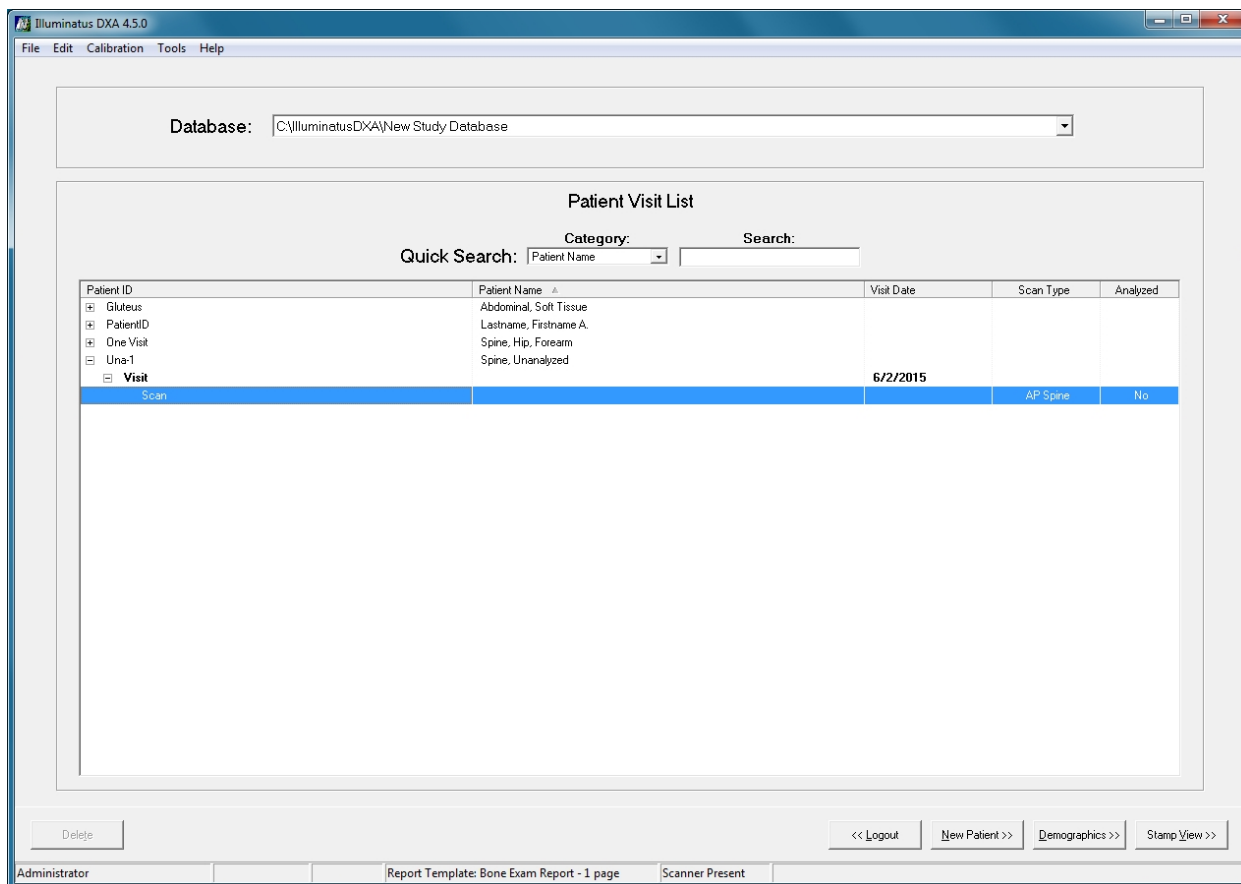 Illuminatus DXA 4.5.0
File Edit Calibration Tools Help
Database: C:\IlluminatusDXA\New Study Database
Patient Visit List
Category: Search:
Quick Search: Patient Name
Patient ID Patient Name Visit Date Scan Type Analyzed
Gluteus Abdominal, Soft Tissue
PatientID Lastname, Firstname A.
One Visit Spine, Hip, Forearm
Una-1 Spine, Unanalyzed
Visit 6/2/2015
Scan AP Spine No
Delete << Logout New Patient >> Demographics >> Stamp View >>
Administrator Report Template: Bone Exam Report - 1 page Scanner Present